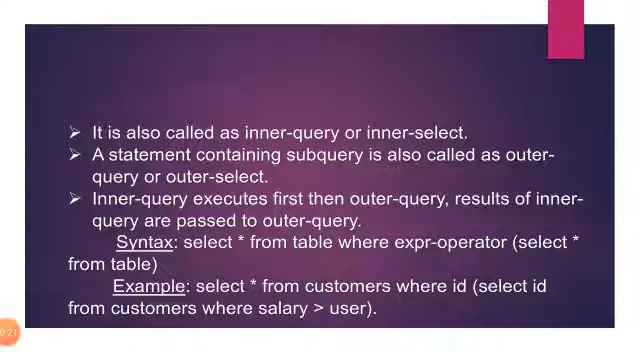 ➢ It is also called as inner-query or inner-select.
➢ A statement containing subquery is also called as outer-
query or outer-select.
➢ Inner-query executes first then outer-query, results of inner-
query are passed to outer-query.
Syntax: select * from table where expr-operator (select *
from table)
Example: select * from customers where id (select id
from customers where salary > user).
0:21